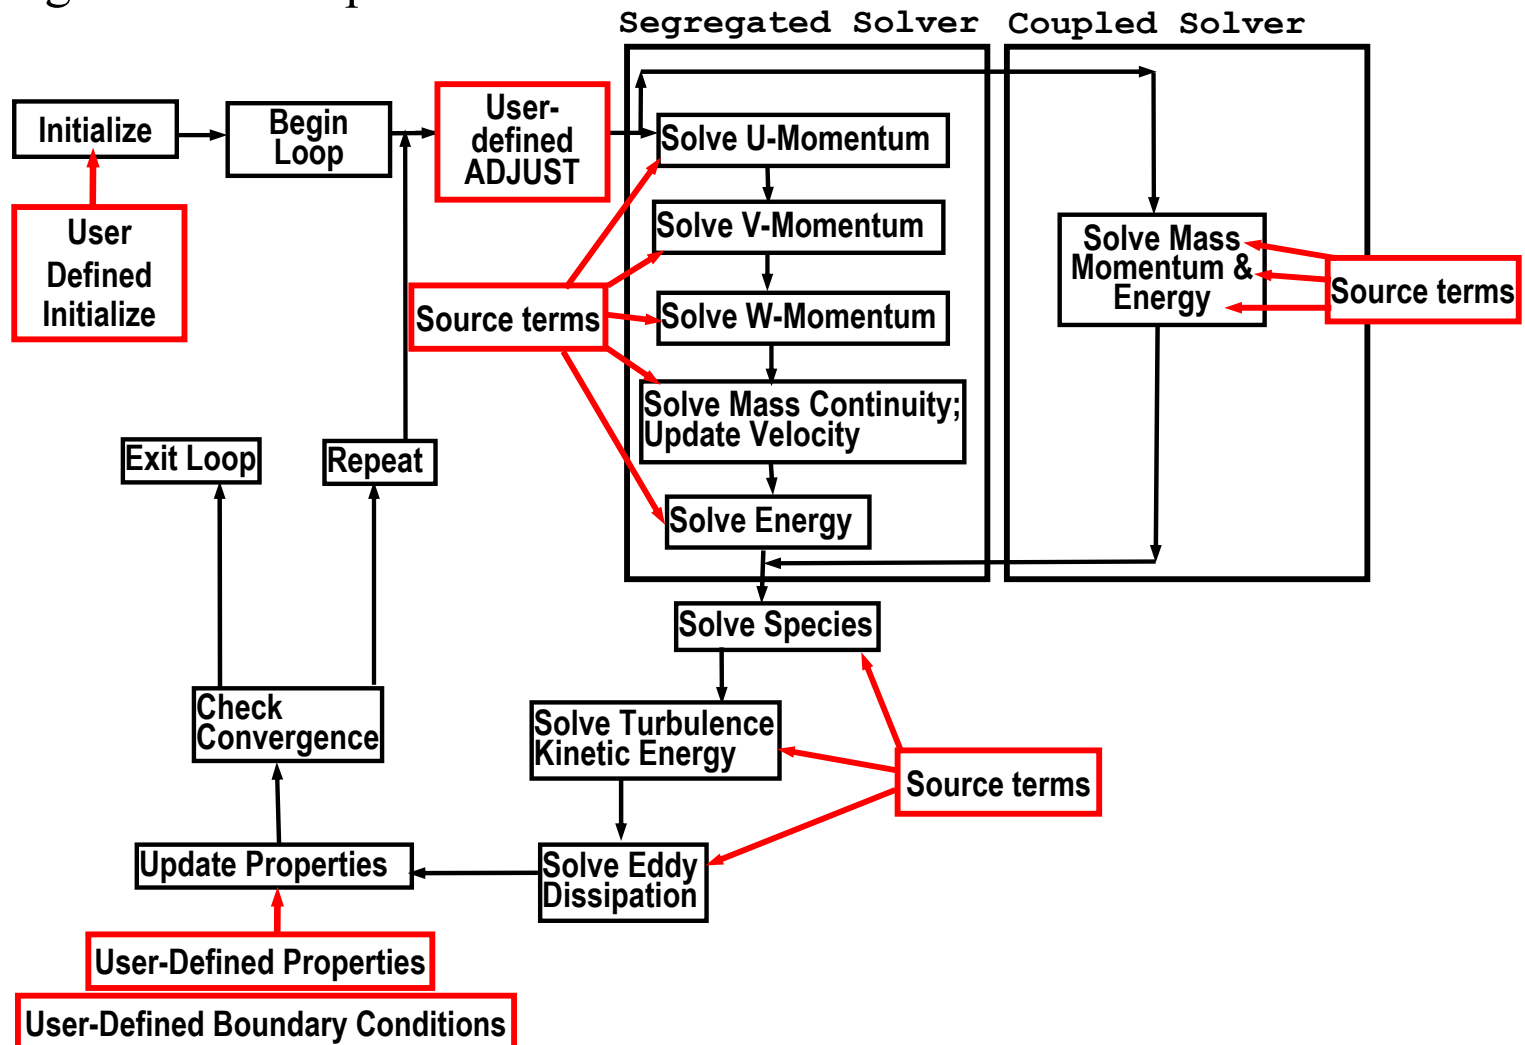 Segregated Solver
Coupled Solver
Initialize
Begin
Loop
User-
defined
ADJUST
User
Defined
Initialize
Solve U-Momentum
Solve V-Momentum
Solve W-Momentum
Solve Mass Continuity;
Update Velocity
Solve Energy
Source terms
Solve Mass
Momentum &
Energy
Source terms
Exit Loop
Repeat
Solve Species
Solve Turbulence
Kinetic Energy
Source terms
Solve Eddy
Dissipation
Check
Convergence
Update Properties
User-Defined Properties
User-Defined Boundary Conditions